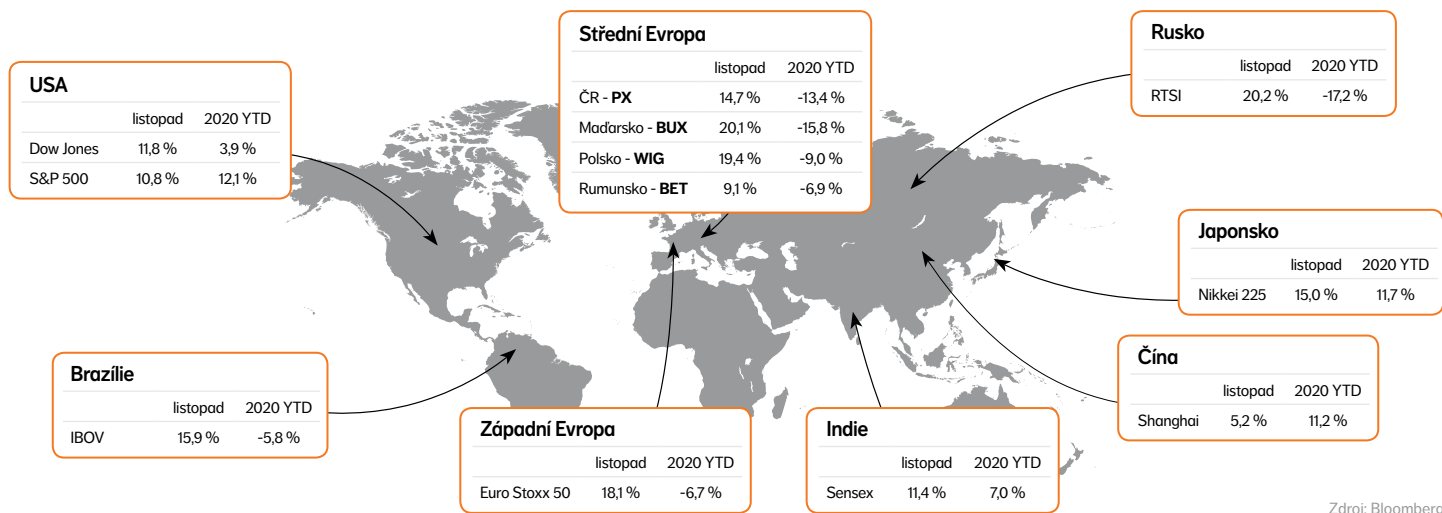 USA
listopad 2020 YTD
Dow Jones 11,8 % 3,9 %
S&P 500 10,8 % 12,1 %
Střední Evropa
listopad 2020 YTD
ČR - PX 14,7 % -13,4 %
Maďarsko - BUX 20,1 % -15,8 %
Polsko - WIG 19,4 % -9,0 %
Rumunsko - BET 9,1 % -6,9 %
Rusko
listopad 2020 YTD
RTSI 20,2 % -17,2 %
Japonsko
listopad 2020 YTD
Nikkei 225 15,0 % 11,7 %
Brazílie
listopad 2020 YTD
IBOV 15,9 % -5,8 %
Západní Evropa
listopad 2020 YTD
Euro Stoxx 50 18,1 % -6,7 %
Indie
listopad 2020 YTD
Sensex 11,4 % 7,0 %
Čína
listopad 2020 YTD
Shanghai 5,2 % 11,2 %
Zdroj: Bloomberg